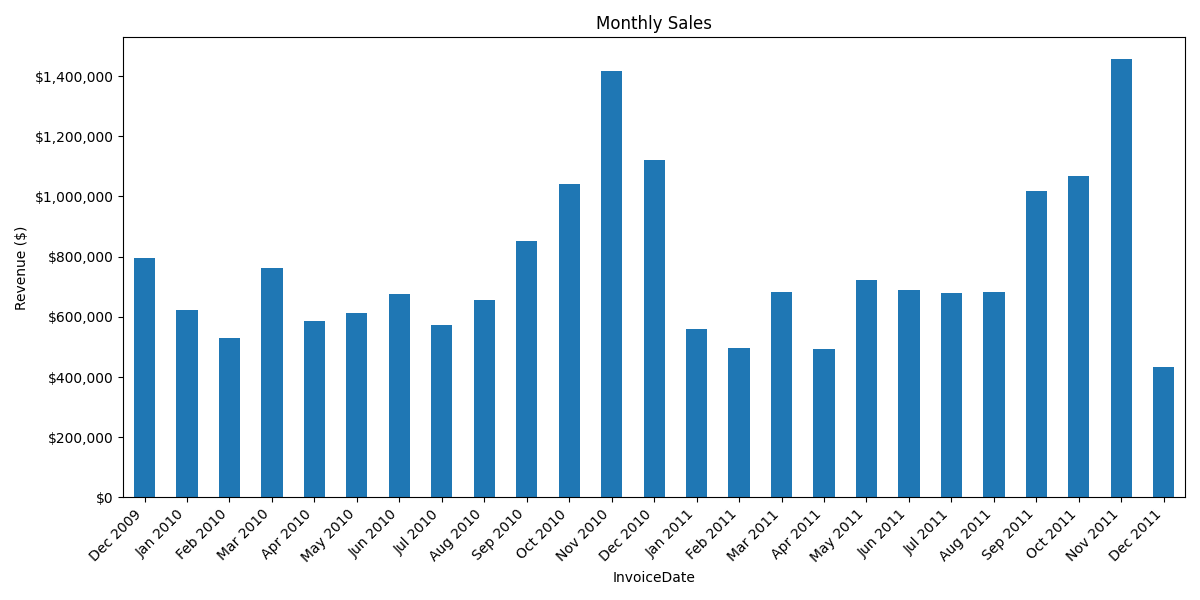 Monthly Sales
Revenue ($)
$1,400,000
$1,200,000
$1,000,000
$800,000
$600,000
$400,000
$200,000
$0
Dec 2009
Jan 2010
Feb 2010
Mar 2010
Apr 2010
May 2010
Jun 2010
Jul 2010
Aug 2010
Sep 2010
Oct 2010
Nov 2010
Dec 2010
Jan 2011
Feb 2011
Mar 2011
Apr 2011
May 2011
Jun 2011
Jul 2011
Aug 2011
Sep 2011
Oct 2011
Nov 2011
Dec 2011
InvoiceDate